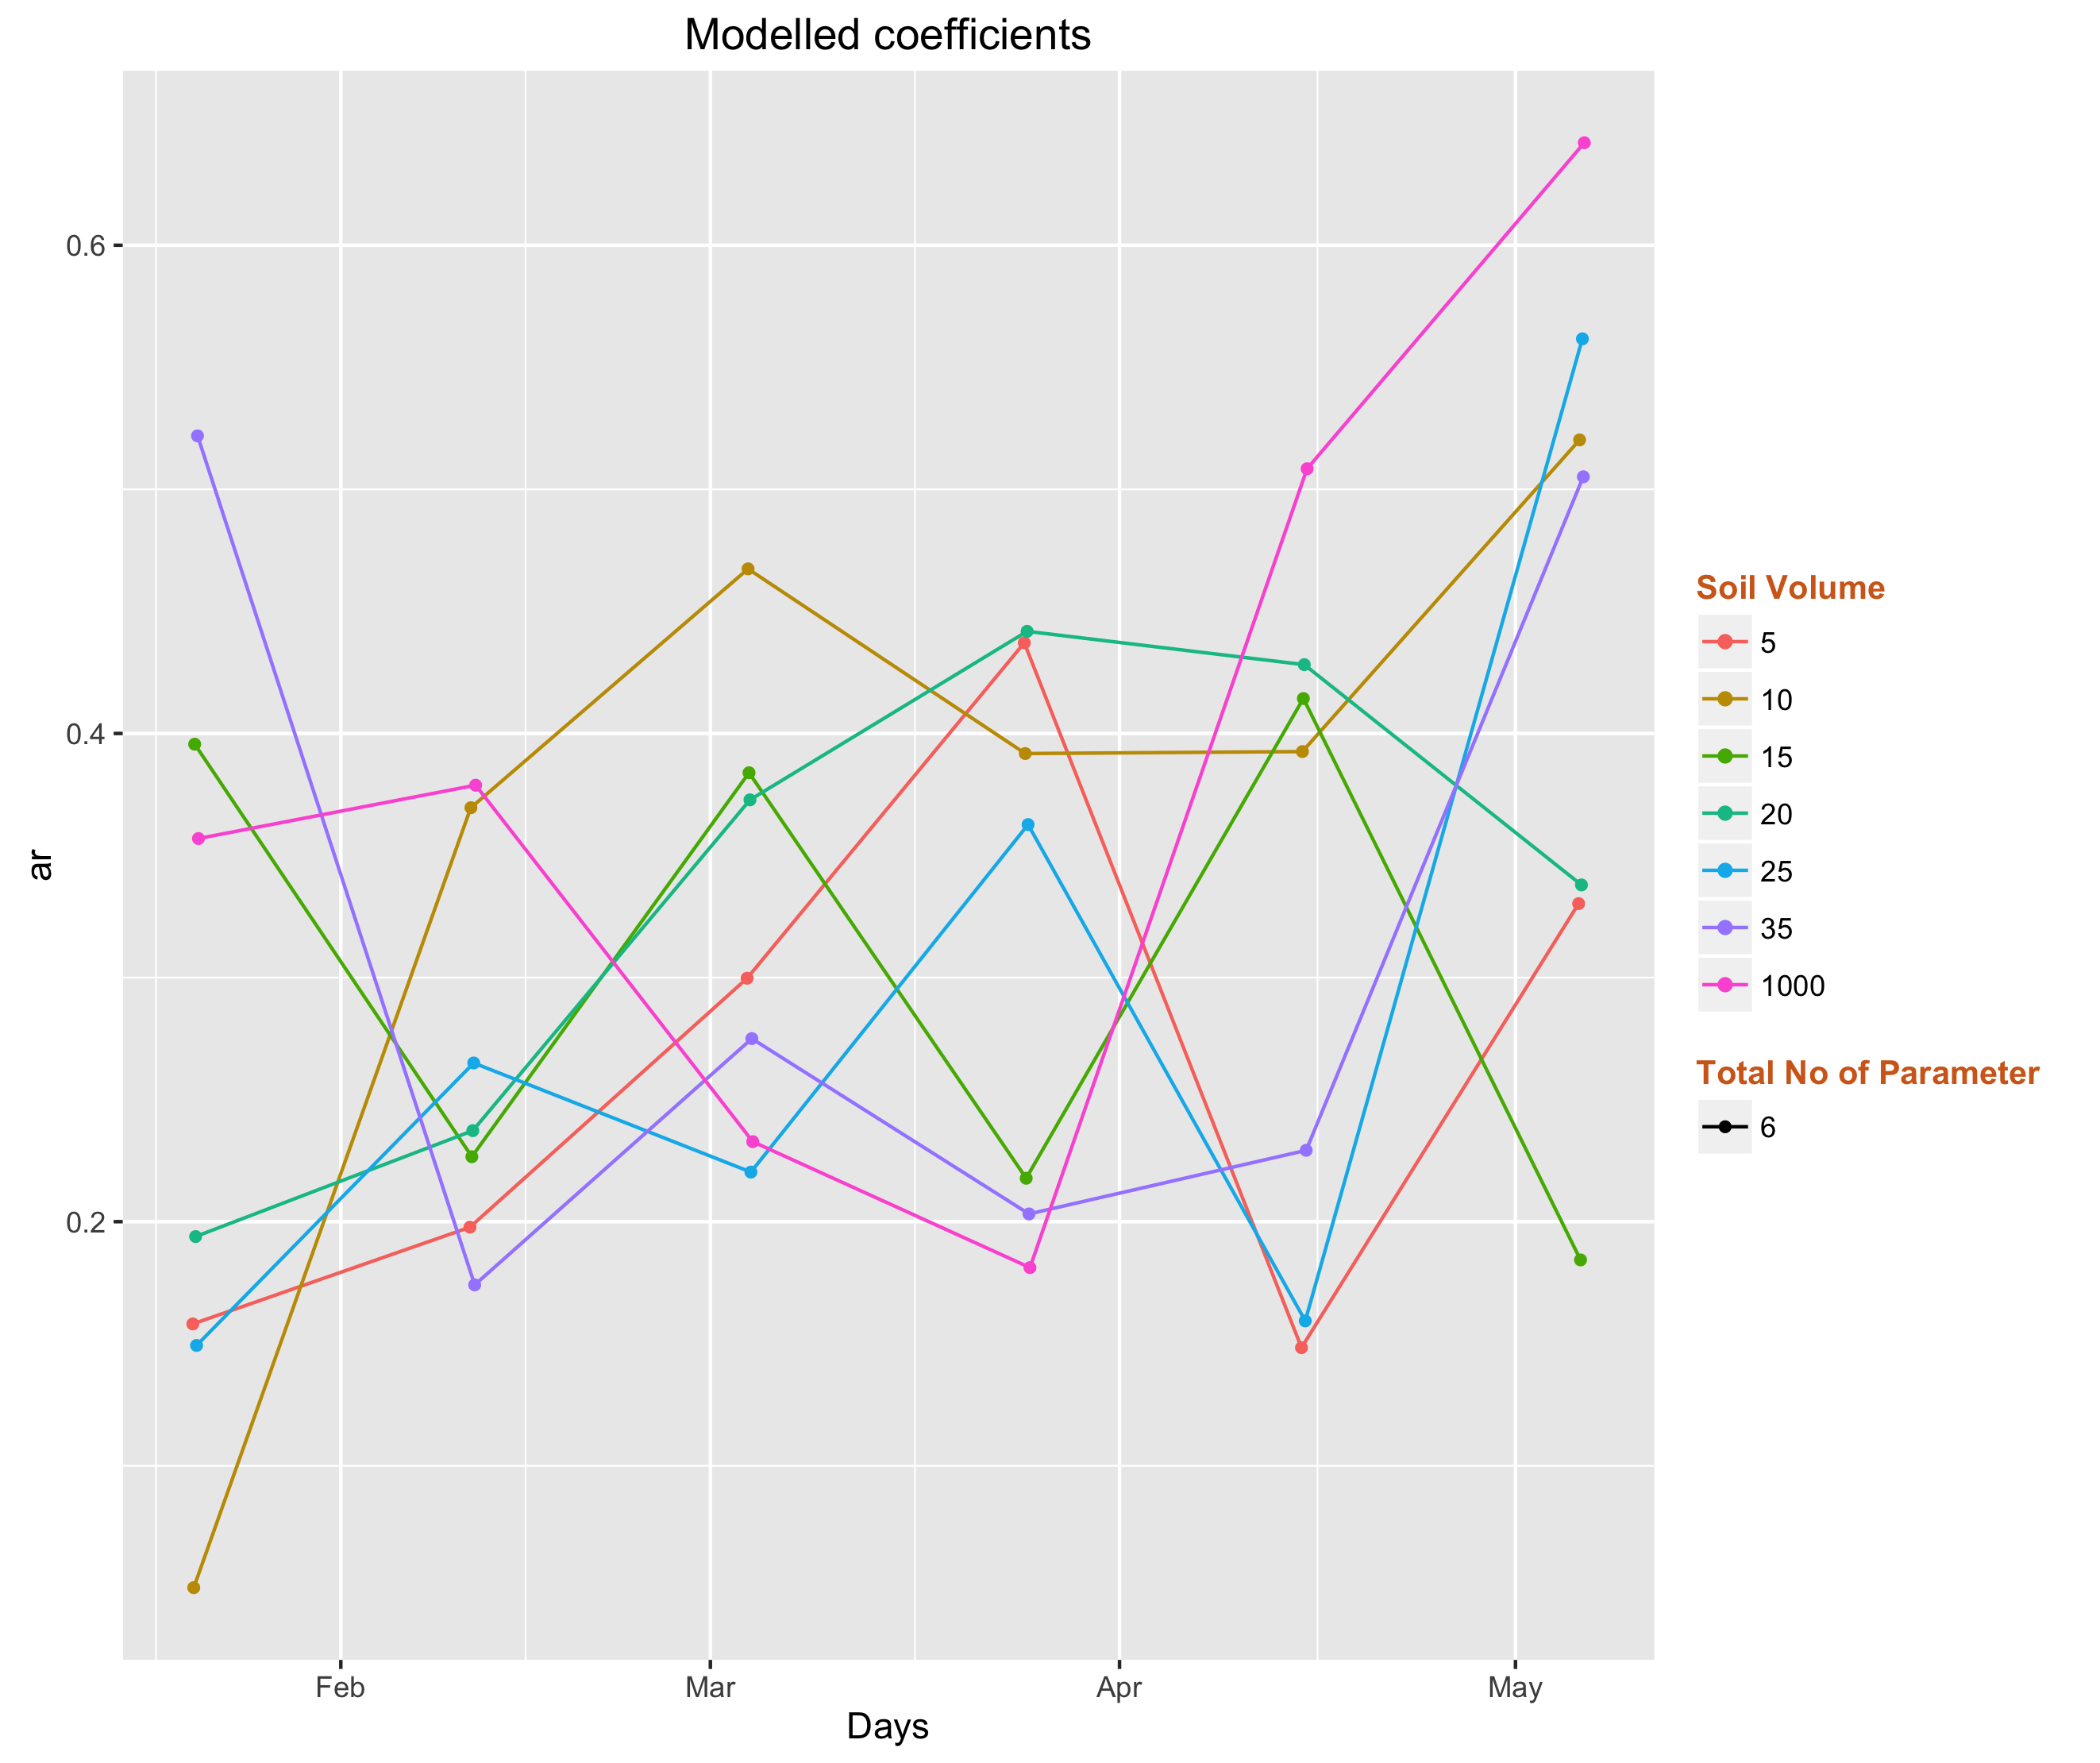 Modelled coefficients
0.6
0.4
0.2
ar
Feb Mar Apr May
Days
Soil Volume
5
10
15
20
25
35
1000
Total No of Parameter
6